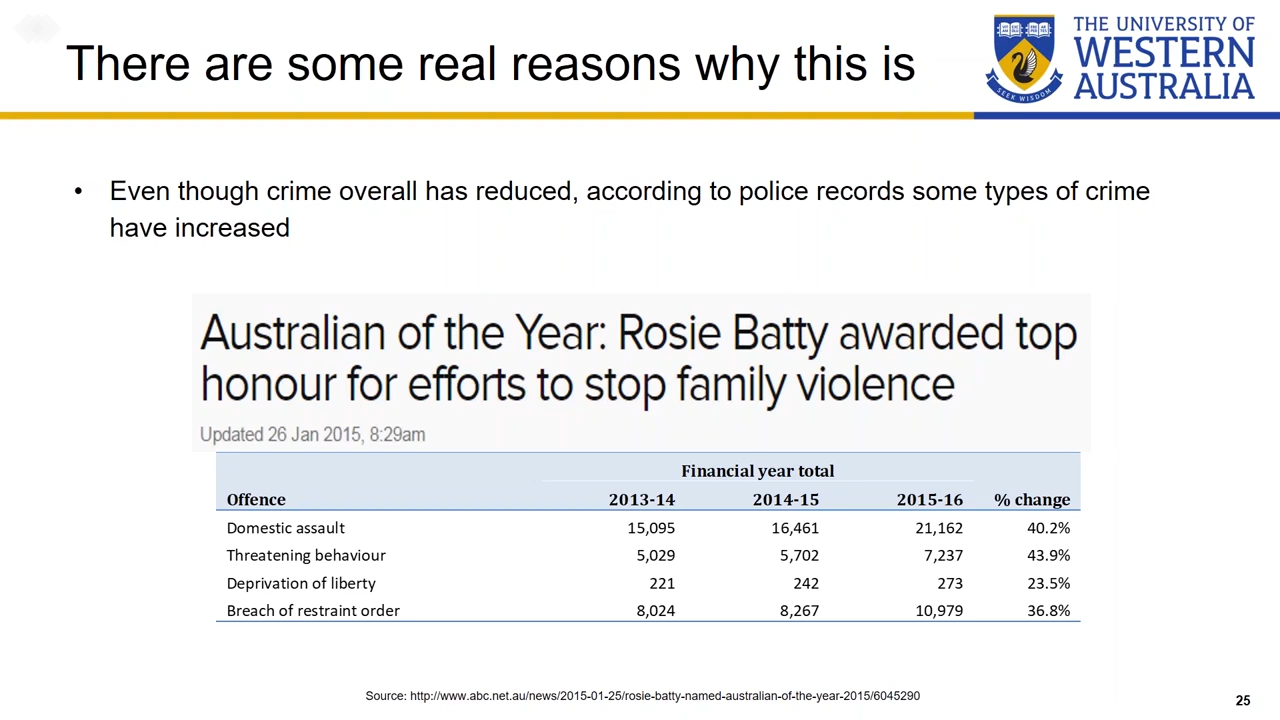 There are some real reasons why this is
THE UNIVERSITY OF
WESTERN
AUSTRALIA
SEEK WISDOM
• Even though crime overall has reduced, according to police records some types of crime
have increased
Australian of the Year: Rosie Batty awarded top
honour for efforts to stop family violence
Updated 26 Jan 2015, 8:29am
Financial year total
Offence 2013-14 2014-15 2015-16 % change
Domestic assault 15,095 16,461 21,162 40.2%
Threatening behaviour 5,029 5,702 7,237 43.9%
Deprivation of liberty 221 242 273 23.5%
Breach of restraint order 8,024 8,267 10,979 36.8%
Source: http://www.abc.net.au/news/2015-01-25/rosie-batty-named-australian-of-the-year-2015/6045290
25